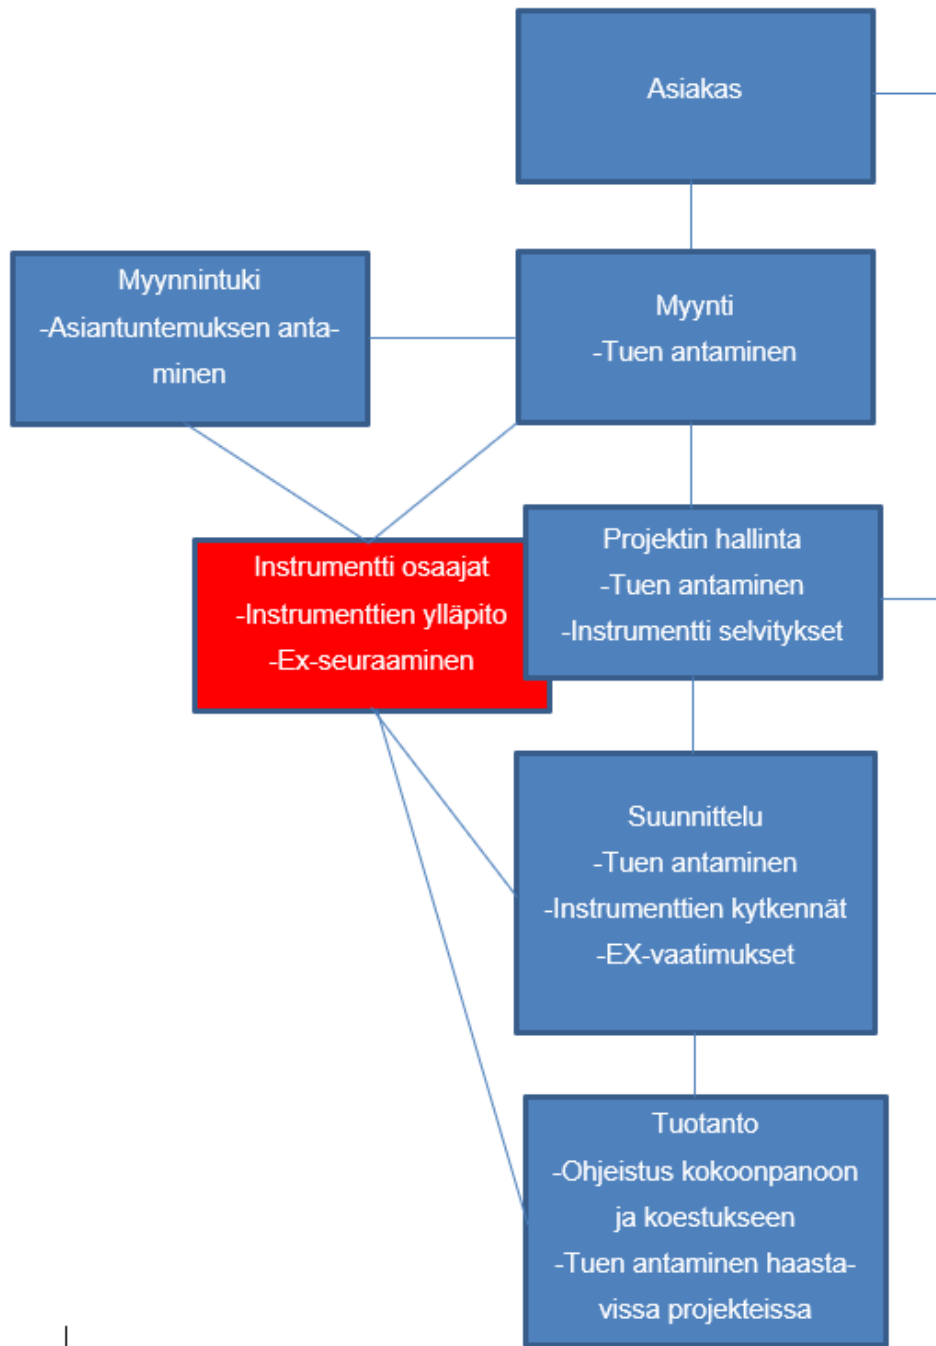 Asiakas
Myynnintuki
-Asiantuntemuksen anta-
minen
Myynti
-Tuen antaminen
Instrumentti osaajat
-Instrumenttien ylläpito
-Ex-seuraaminen
Projektin hallinta
-Tuen antaminen
-Instrumentti selvitykset
Suunnittelu
-Tuen antaminen
-Instrumenttien kytkennät
-EX-vaatimukset
Tuotanto
-Ohjeistus kokoonpanoon
ja koestukseen
-Tuen antaminen haasta-
vissa projekteissa